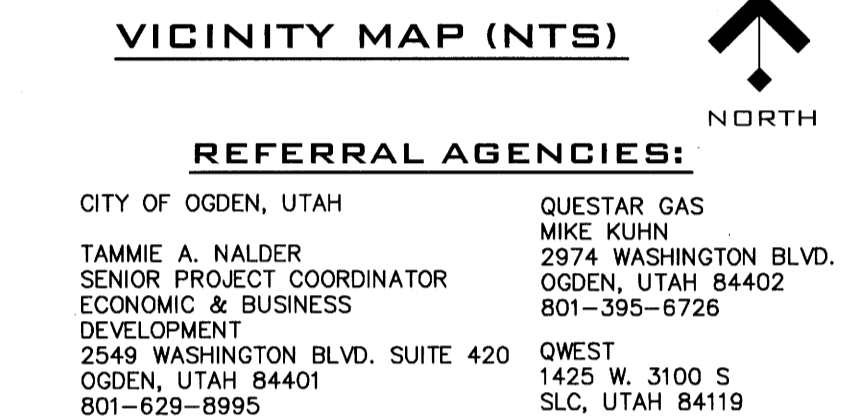 VICINITY MAP (NTS)
NORTH
REFERRAL AGENCIES:
CITY OF OGDEN, UTAH
TAMMIE A. NALDER
SENIOR PROJECT COORDINATOR
ECONOMIC & BUSINESS
DEVELOPMENT
2549 WASHINGTON BLVD. SUITE 420
OGDEN, UTAH 84401
801-629-8995
QUESTAR GAS
MIKE KUHN
2974 WASHINGTON BLVD.
OGDEN, UTAH 84402
801-395-6726
QWEST
1425 W. 3100 S
SLC, UTAH 84119